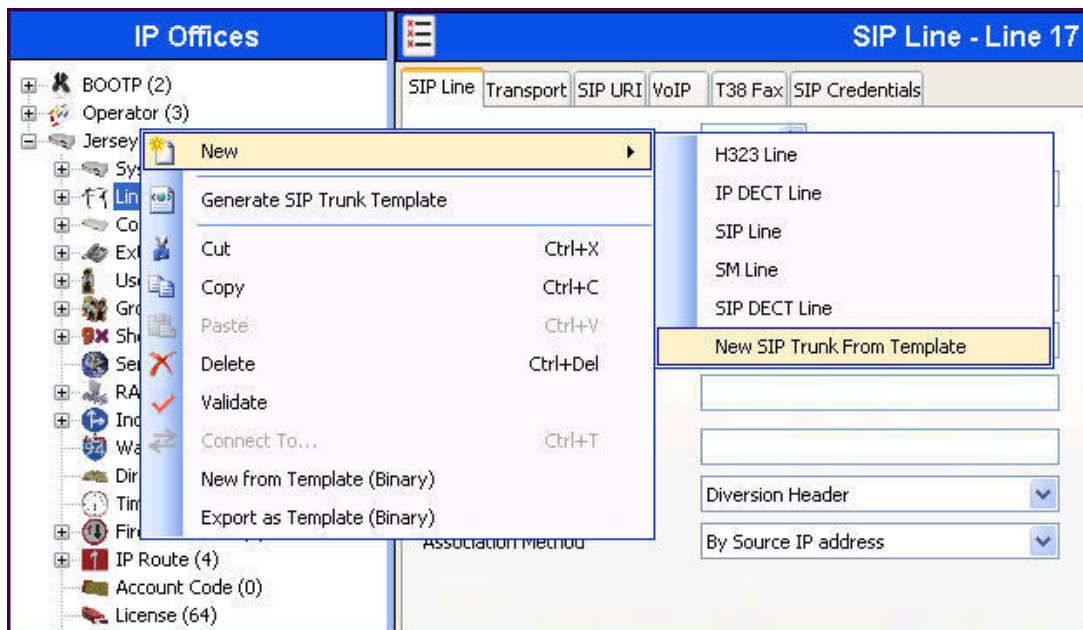 IP Offices
SIP Line - Line 17
BOOTP (2)
Operator (3)
Jersey
SIP Line
Transport
SIP URI
VoIP
T38 Fax
SIP Credentials
New
Generate SIP Trunk Template
Cut Ctrl+X
Copy Ctrl+C
Paste Ctrl+V
Delete Ctrl+Del
Validate
Connect To... Ctrl+T
New from Template (Binary)
Export as Template (Binary)
H323 Line
IP DECT Line
SIP Line
SM Line
SIP DECT Line
New SIP Trunk From Template
Diversion Header
Association Method
By Source IP address
IP Route (4)
Account Code (0)
License (64)